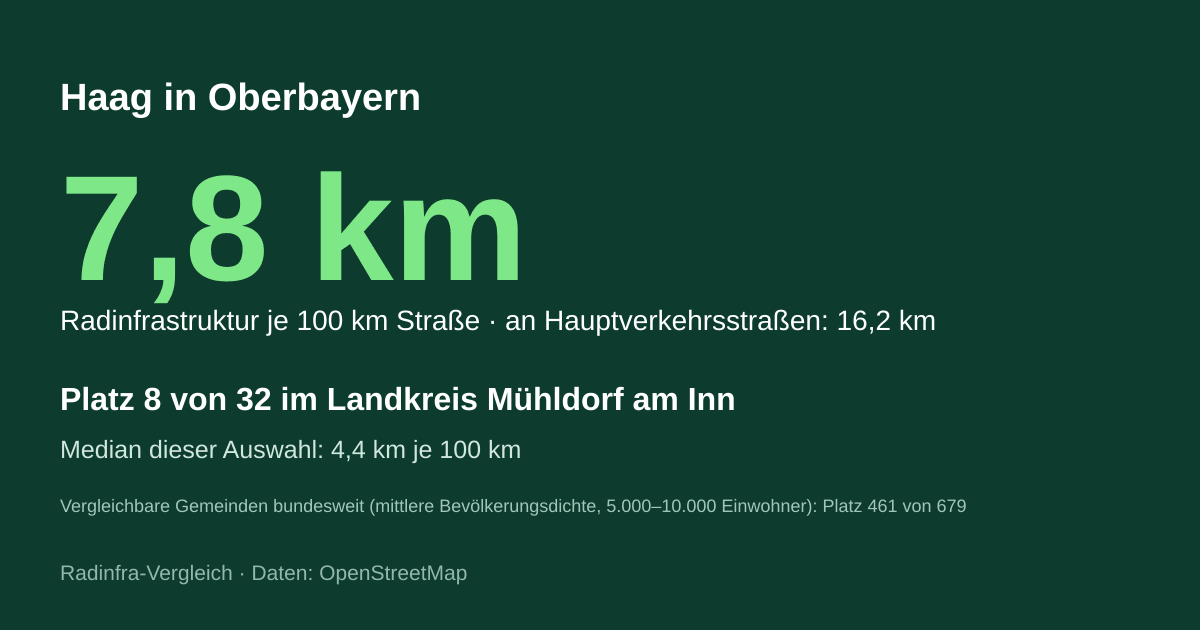 Haag in Oberbayern
7,8 km
Radinfrastruktur je 100 km Straße · an Hauptverkehrsstraßen: 16,2 km
Platz 8 von 32 im Landkreis Mühldorf am Inn
Median dieser Auswahl: 4,4 km je 100 km
Vergleichbare Gemeinden bundesweit (mittlere Bevölkerungsdichte, 5.000–10.000 Einwohner): Platz 461 von 679
Radinfra-Vergleich · Daten: OpenStreetMap